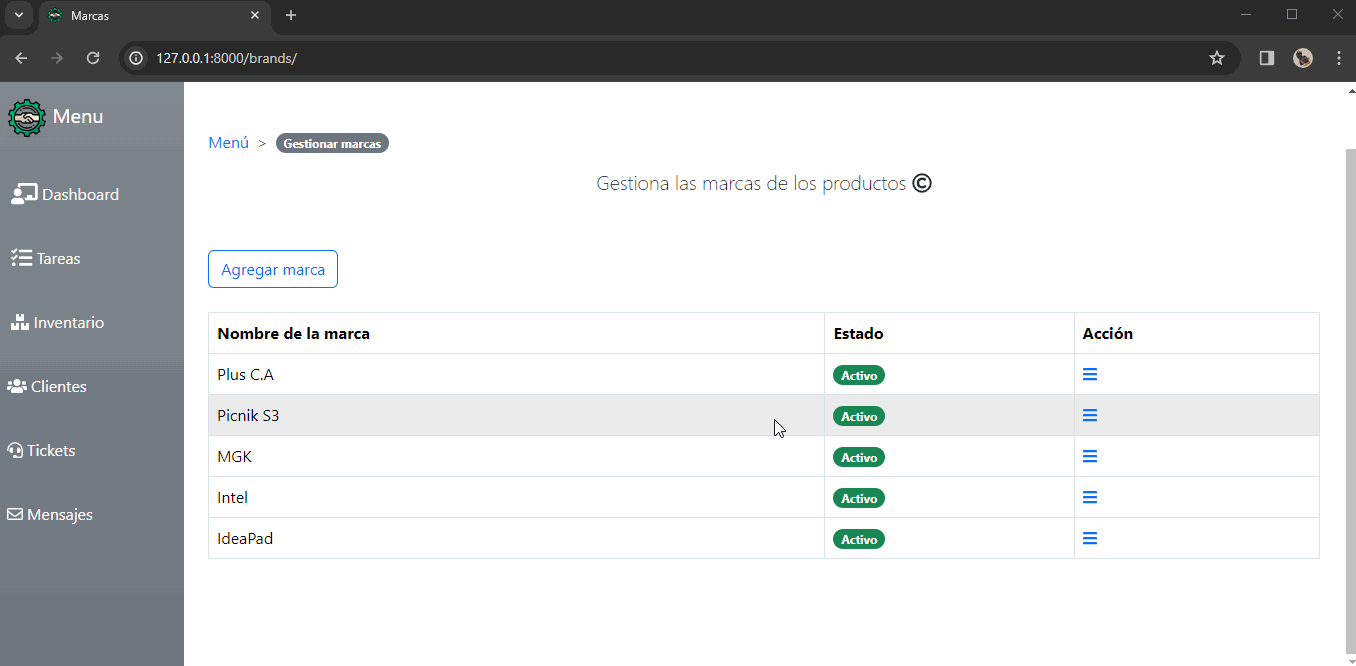 Marcas
127.0.0.1:8000/brands/
Menu
Dashboard
Tareas
Inventario
Clientes
Tickets
Mensajes
Menú > Gestionar marcas
Gestiona las marcas de los productos ©
Agregar marca
Nombre de la marca Estado Acción
Plus C.A Activo
Picnik S3 Activo
MGK Activo
Intel Activo
IdeaPad Activo